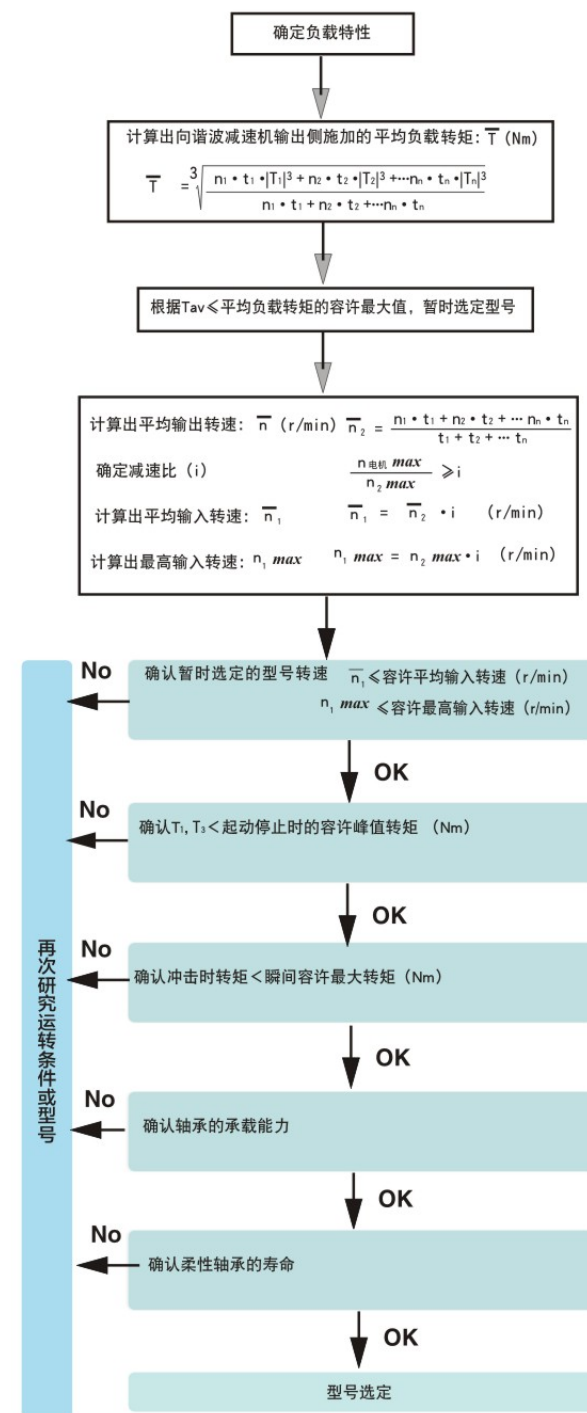 确定负载特性
计算出向谐波减速机输出侧施加的平均负载转矩: T̅ (Nm)
T̅ = ³√((n₁・t₁・|T₁|³ + n₂・t₂・|T₂|³ +…nₙ・tₙ・|Tₙ|³) / (n₁・t₁ + n₂・t₂ +…nₙ・tₙ))
根据Tav≤平均负载转矩的容许最大值，暂时选定型号
计算出平均输出转速: n̅ (r/min) n̅₂ = (n₁・t₁ + n₂・t₂ + … nₙ・tₙ) / (t₁ + t₂ + … tₙ)
确定减速比 (i) n电机 max / n₂ max ≥i
计算出平均输入转速: n̅₁ n̅₁ = n̅₂ ・i (r/min)
计算出最高输入转速: n₁ max n₁ max = n₂ max・i (r/min)
No
确认暂时选定的型号转速 n̅₁≤容许平均输入转速 (r/min)
n₁ max ≤容许最高输入转速 (r/min)
OK
No
确认T₁, T₃＜起动停止时的容许峰值转矩 (Nm)
OK
No
确认冲击时转矩＜瞬间容许最大转矩 (Nm)
OK
No
确认轴承的承载能力
OK
No
确认柔性轴承的寿命
OK
型号选定
再次研究运转条件或型号